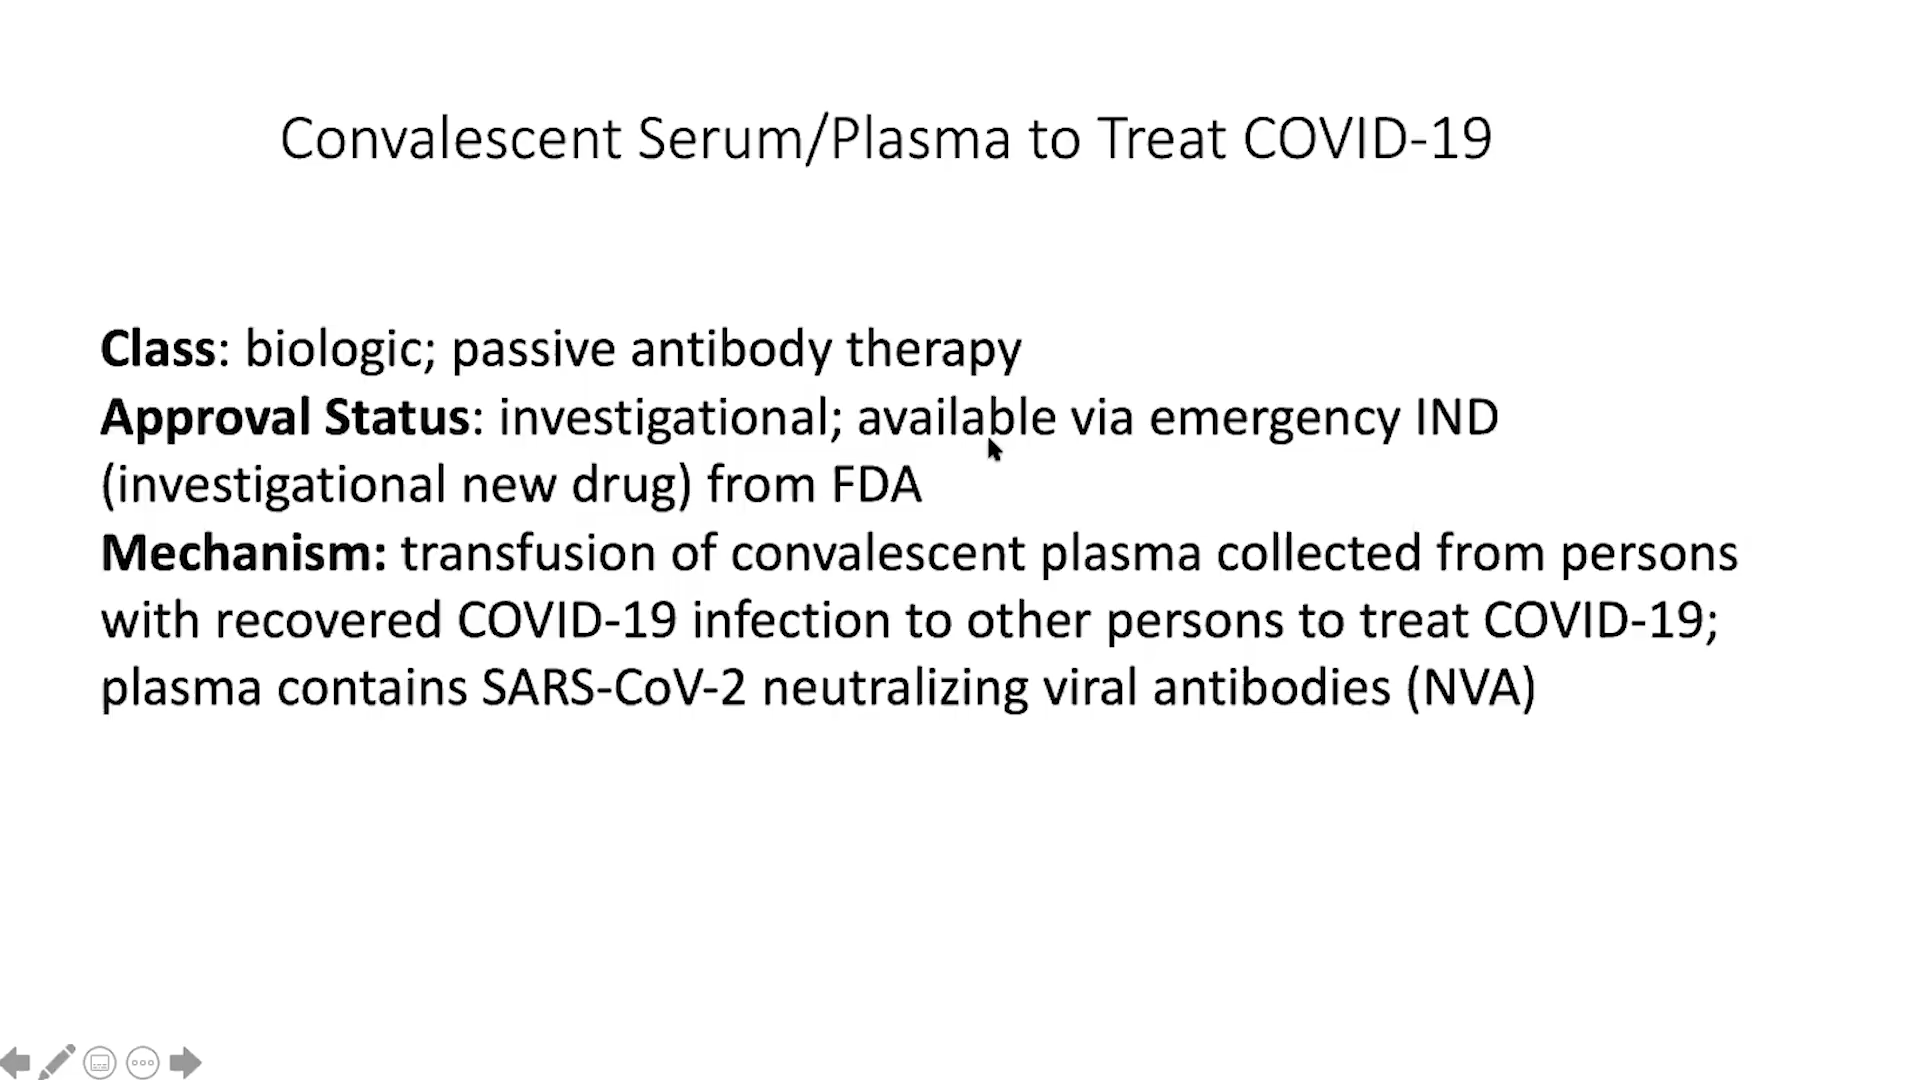 Convalescent Serum/Plasma to Treat COVID-19
Class: biologic; passive antibody therapy
Approval Status: investigational; available via emergency IND
(investigational new drug) from FDA
Mechanism: transfusion of convalescent plasma collected from persons
with recovered COVID-19 infection to other persons to treat COVID-19;
plasma contains SARS-CoV-2 neutralizing viral antibodies (NVA)